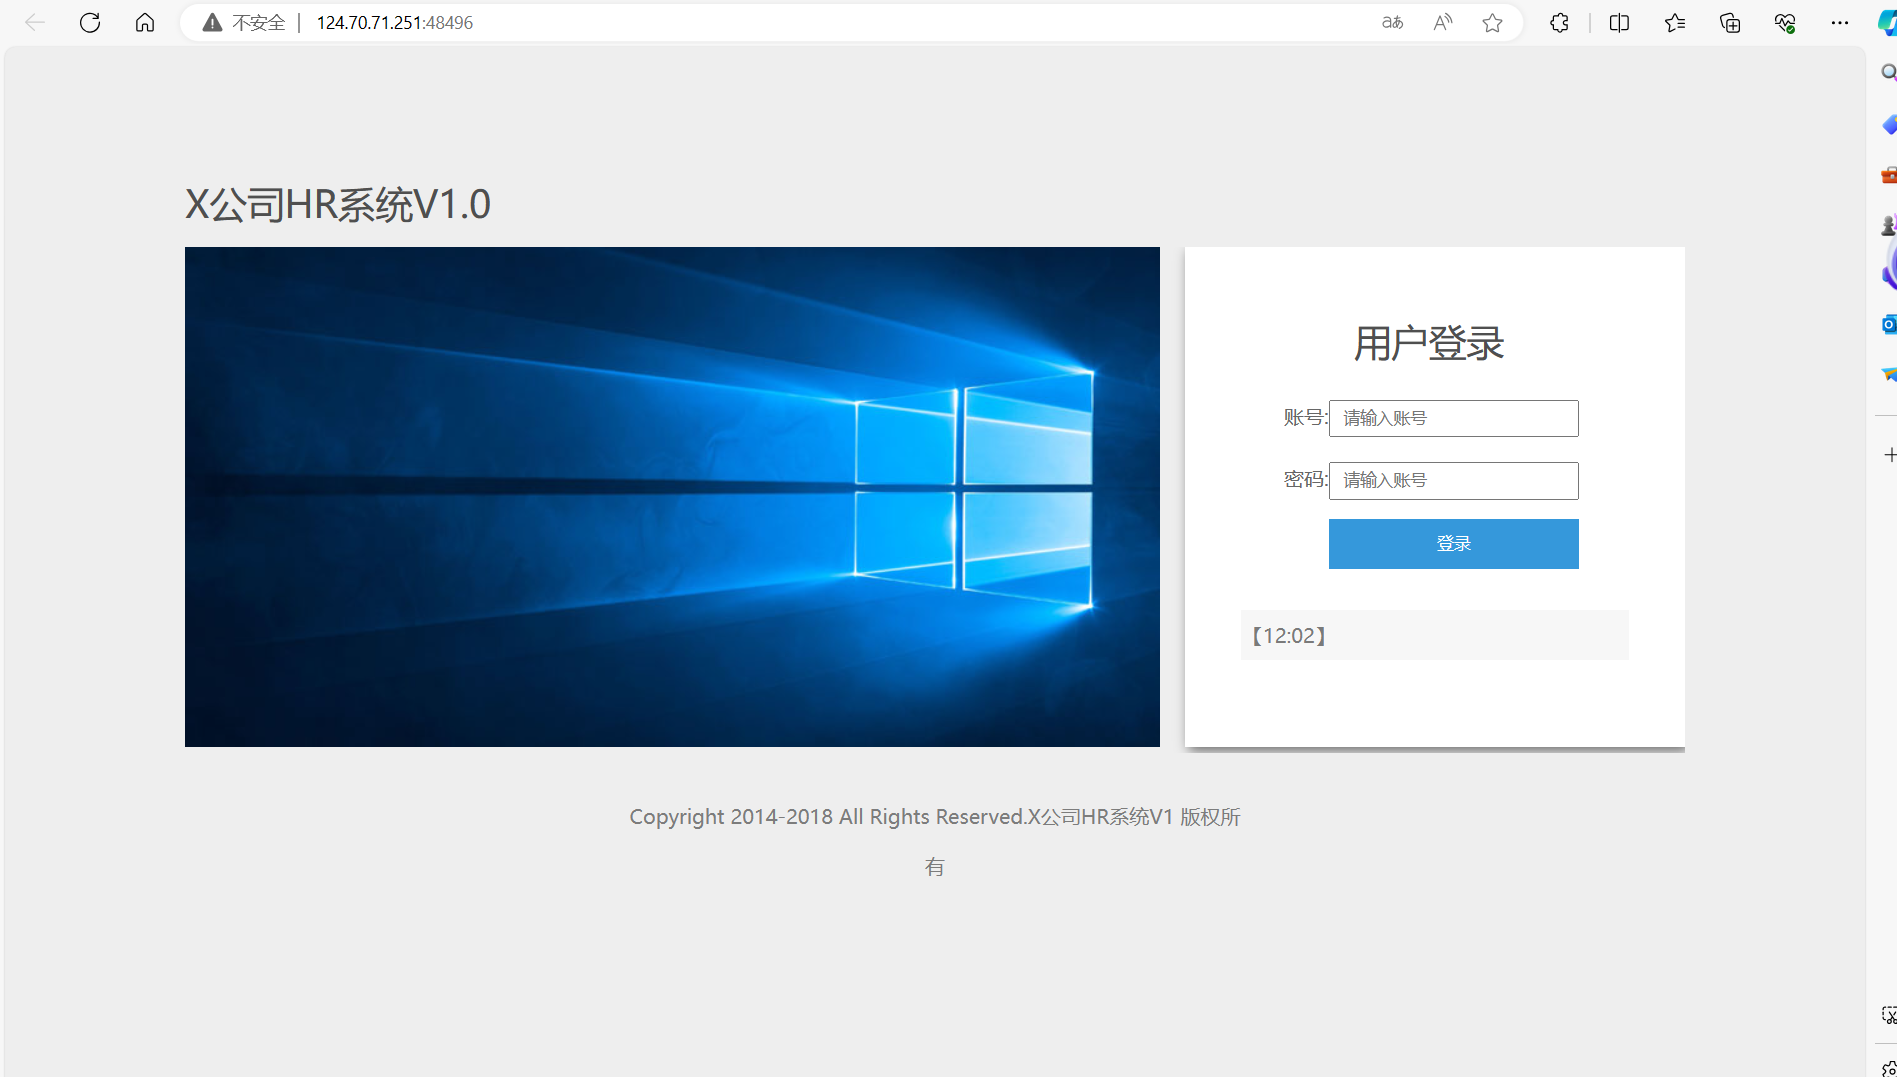 不安全 | 124.70.71.251:48496
X公司HR系统V1.0
用户登录
账号: 请输入账号
密码: 请输入账号
登录
【12:02】
Copyright 2014-2018 All Rights Reserved.X公司HR系统V1 版权所
有